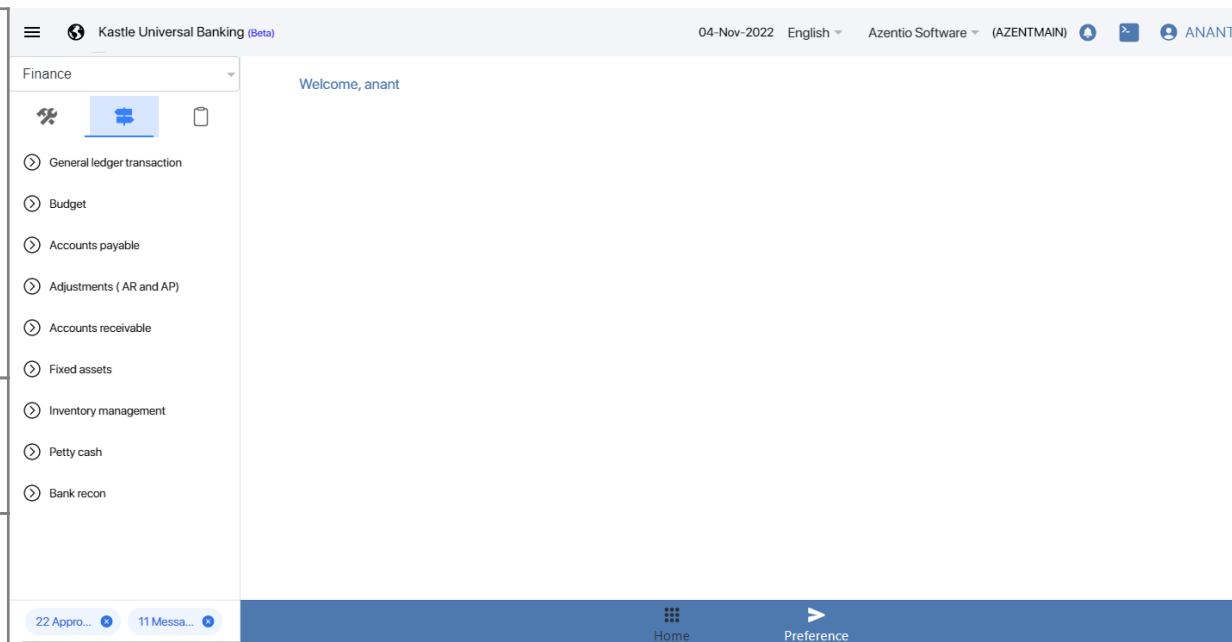 Kastle Universal Banking (Beta)
04-Nov-2022 English Azentio Software (AZENTMAIN) ANANT
Finance
Welcome, anant
General ledger transaction
Budget
Accounts payable
Adjustments ( AR and AP)
Accounts receivable
Fixed assets
Inventory management
Petty cash
Bank recon
22 Appro... 11 Messa...
Home Preference